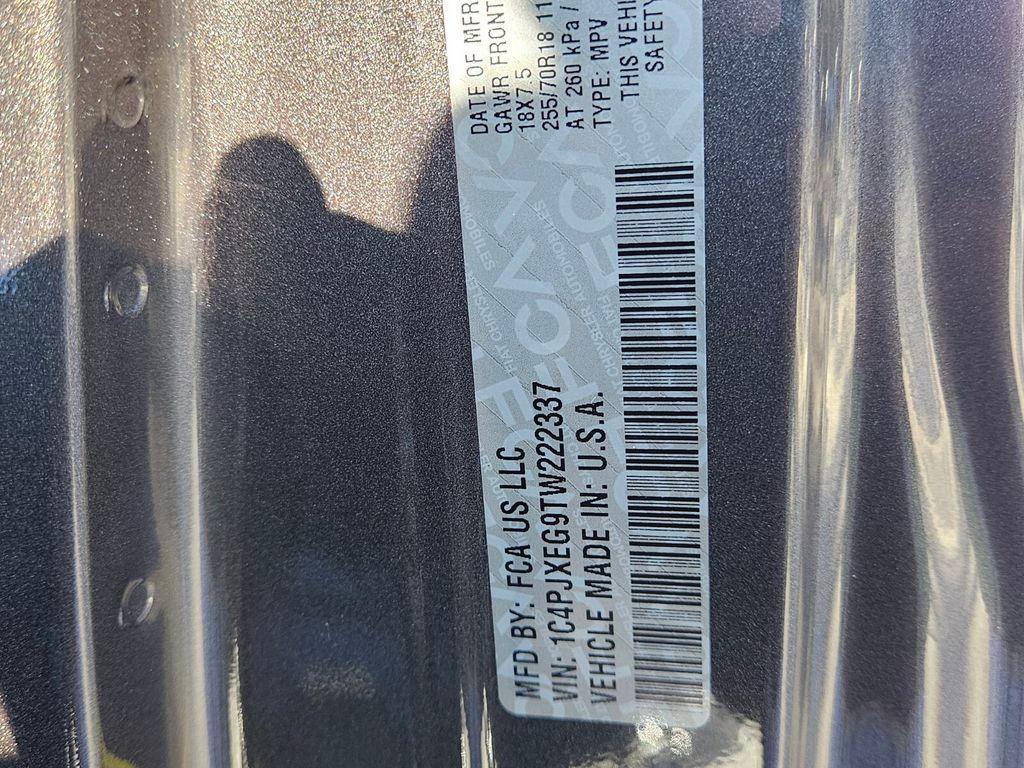 MFD BY: FCA US LLC
VIN: 1C4PJXEG9TW222337
VEHICLE MADE IN: U.S.A.
DATE OF MFR
GAWR FRONT
18X7.5
255/70R18 11
AT 260 kPa /
TYPE: MPV
THIS VEHI
SAFETY